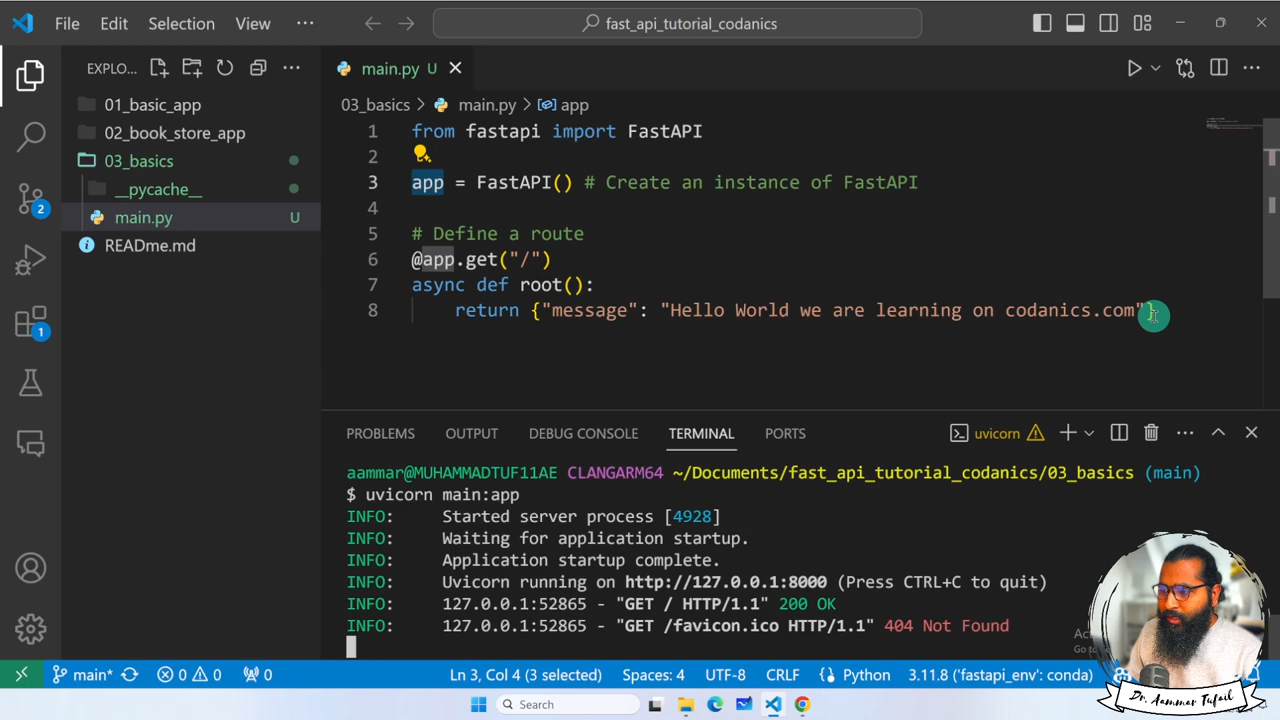 File Edit Selection View ··· fast_api_tutorial_codanics
EXPLO... ···
main.py U
01_basic_app
02_book_store_app
03_basics
__pycache__
main.py U
READme.md
2
1
03_basics > main.py > app
1 from fastapi import FastAPI
2
3 app = FastAPI() # Create an instance of FastAPI
4
5 # Define a route
6 @app.get("/")
7 async def root():
8 return {"message": "Hello World we are learning on codanics.com"}
PROBLEMS OUTPUT DEBUG CONSOLE TERMINAL PORTS uvicorn
aammar@MUHAMMADTUF11AE CLANGARM64 ~/Documents/fast_api_tutorial_codanics/03_basics (main)
$ uvicorn main:app
INFO: Started server process [4928]
INFO: Waiting for application startup.
INFO: Application startup complete.
INFO: Uvicorn running on http://127.0.0.1:8000 (Press CTRL+C to quit)
INFO: 127.0.0.1:52865 - "GET / HTTP/1.1" 200 OK
INFO: 127.0.0.1:52865 - "GET /favicon.ico HTTP/1.1" 404 Not Found
main* 0 0 0 Ln 3, Col 4 (3 selected) Spaces: 4 UTF-8 CRLF Python 3.11.8 ('fastapi_env': conda)
Search
Dr. Aammar Tufail